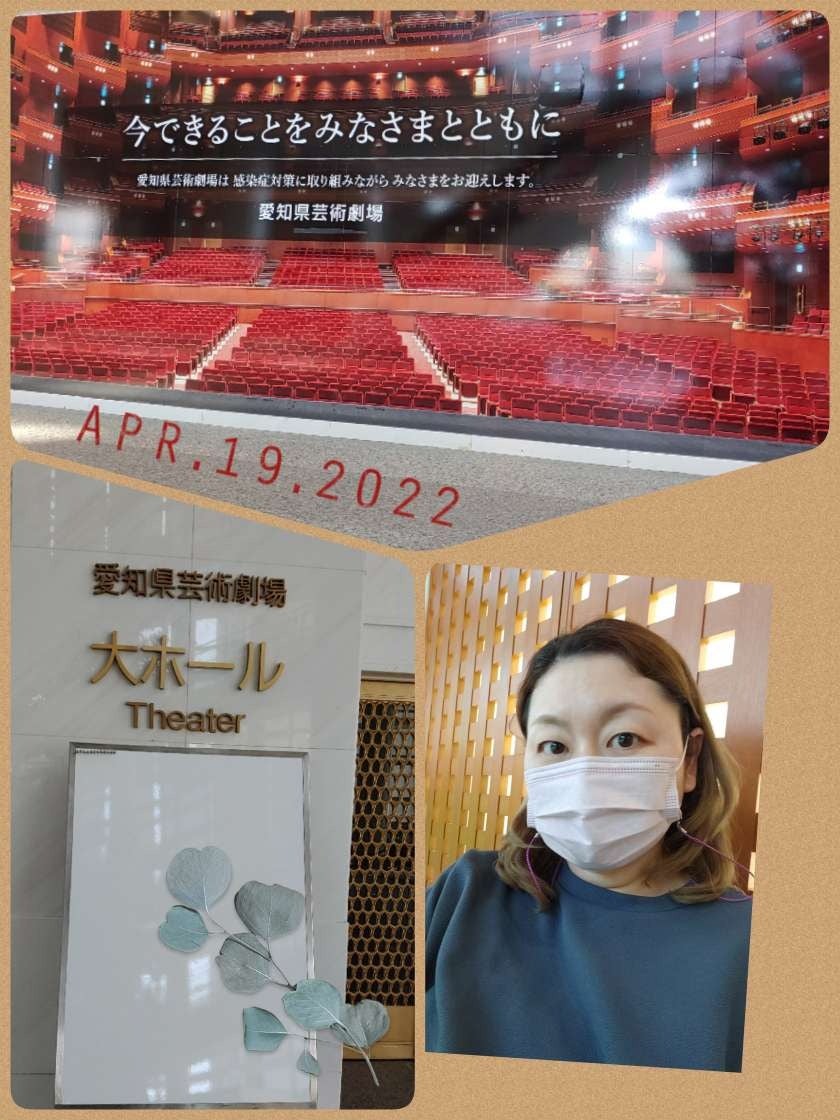 今できることをみなさまとともに
愛知県芸術劇場は 感染症対策に取り組みながら みなさまをお迎えします。
愛知県芸術劇場
APR.19.2022
愛知県芸術劇場
大ホール
Theater